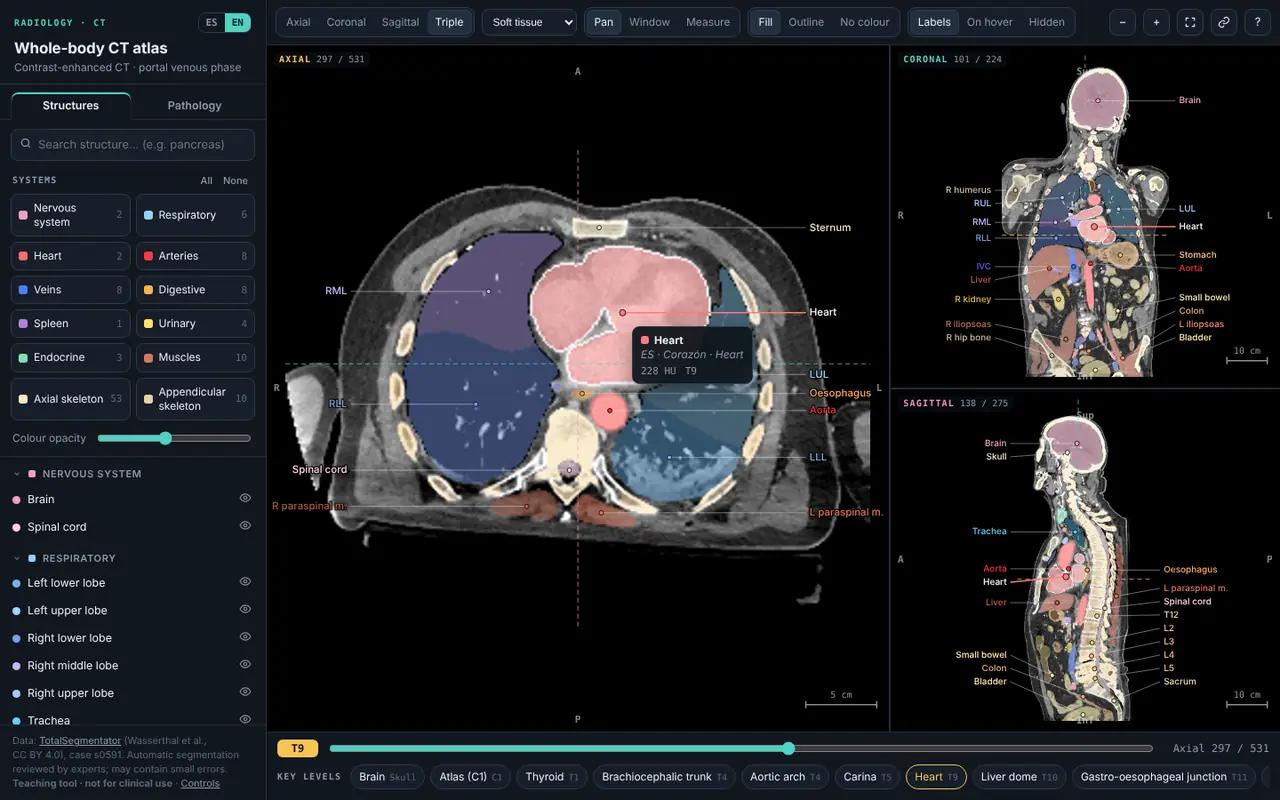 RADIOLOGY · CT
ES EN
Whole-body CT atlas
Contrast-enhanced CT · portal venous phase
Structures Pathology
Search structure... (e.g. pancreas)
SYSTEMS All None
Nervous system 2
Respiratory 6
Heart 2
Arteries 8
Veins 8
Digestive 8
Spleen 1
Urinary 4
Endocrine 3
Muscles 10
Axial skeleton 53
Appendicular skeleton 10
Colour opacity
NERVOUS SYSTEM
Brain
Spinal cord
RESPIRATORY
Left lower lobe
Left upper lobe
Right lower lobe
Right middle lobe
Right upper lobe
Trachea
Data: TotalSegmentator (Wasserthal et al.,
CC BY 4.0), case s0591. Automatic segmentation
reviewed by experts; may contain small errors.
Teaching tool · not for clinical use · Controls
Axial Coronal Sagittal Triple
Soft tissue
Pan Window Measure
Fill Outline No colour
Labels On hover Hidden
− + ?
AXIAL 297 / 531
A
Sternum
RML
Heart
Heart
ES · Corazón · Heart
228 HU T9
LUL
R
L
Oesophagus
RLL
Aorta
LLL
Spinal cord
R paraspinal m.
L paraspinal m.
5 cm
P
CORONAL 101 / 224
Sup
Brain
R humerus
RUL
LUL
RML
Heart
R
L
RLL
Stomach
IVC
Aorta
Liver
R kidney
Small bowel
Colon
R iliopsoas
L iliopsoas
R hip bone
Bladder
10 cm
Inf
SAGITTAL 138 / 275
Sup
Brain
Skull
Trachea
A
P
Aorta
Oesophagus
Heart
L paraspinal m.
Liver
Spinal cord
T12
L2
L3
Small bowel
L4
Colon
L5
Bladder
Sacrum
10 cm
Inf
T9
Axial 297 / 531
KEY LEVELS
Brain Skull
Atlas (C1) C1
Thyroid T1
Brachiocephalic trunk T4
Aortic arch T4
Carina T5
Heart T9
Liver dome T10
Gastro-oesophageal junction T11